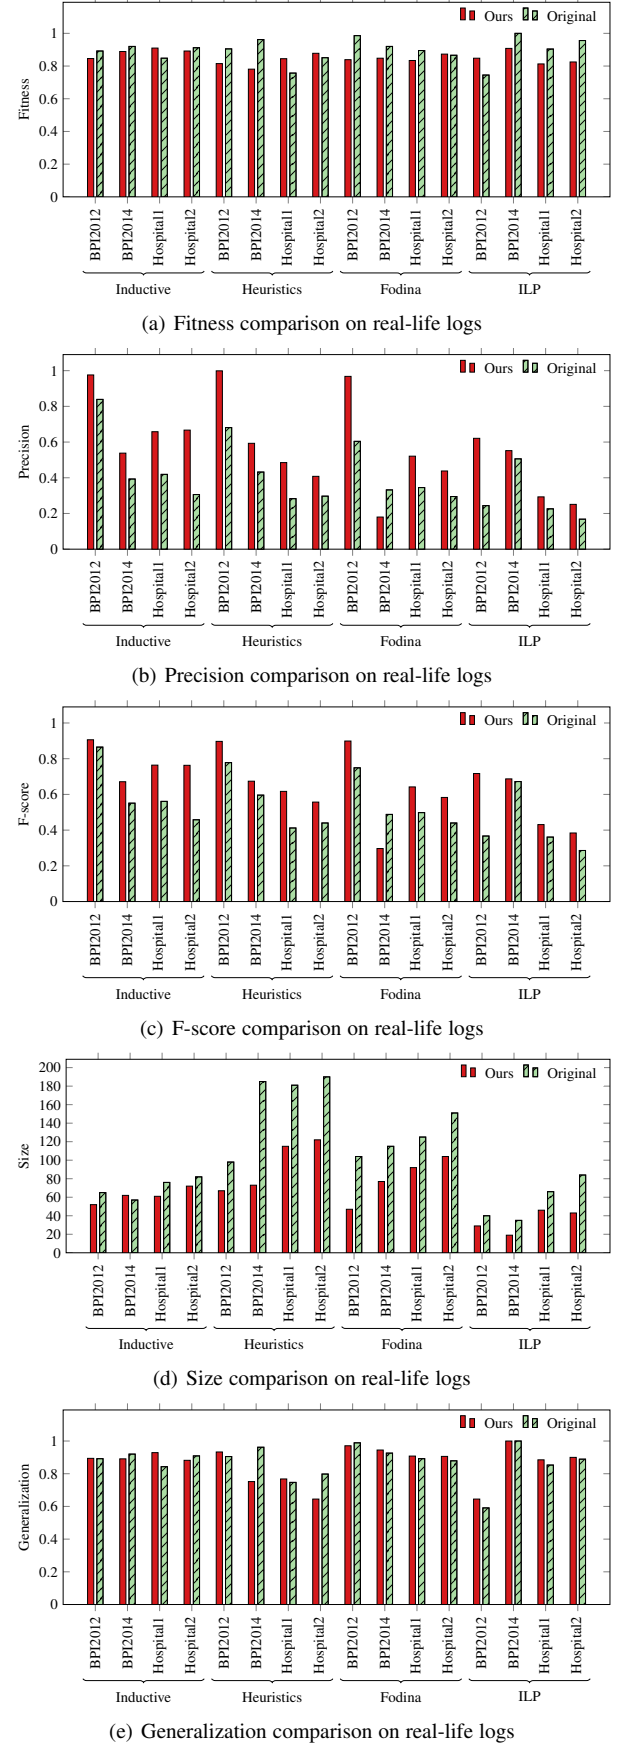 Ours Original
1
0.8
0.6
0.4
0.2
0
Fitness
BPI2012 BPI2014 Hospital1 Hospital2 BPI2012 BPI2014 Hospital1 Hospital2 BPI2012 BPI2014 Hospital1 Hospital2 BPI2012 BPI2014 Hospital1 Hospital2
Inductive Heuristics Fodina ILP
(a) Fitness comparison on real-life logs
Ours Original
1
0.8
0.6
0.4
0.2
0
Precision
BPI2012 BPI2014 Hospital1 Hospital2 BPI2012 BPI2014 Hospital1 Hospital2 BPI2012 BPI2014 Hospital1 Hospital2 BPI2012 BPI2014 Hospital1 Hospital2
Inductive Heuristics Fodina ILP
(b) Precision comparison on real-life logs
Ours Original
1
0.8
0.6
0.4
0.2
0
F-score
BPI2012 BPI2014 Hospital1 Hospital2 BPI2012 BPI2014 Hospital1 Hospital2 BPI2012 BPI2014 Hospital1 Hospital2 BPI2012 BPI2014 Hospital1 Hospital2
Inductive Heuristics Fodina ILP
(c) F-score comparison on real-life logs
Ours Original
200
180
160
140
120
100
80
60
40
20
0
Size
BPI2012 BPI2014 Hospital1 Hospital2 BPI2012 BPI2014 Hospital1 Hospital2 BPI2012 BPI2014 Hospital1 Hospital2 BPI2012 BPI2014 Hospital1 Hospital2
Inductive Heuristics Fodina ILP
(d) Size comparison on real-life logs
Ours Original
1
0.8
0.6
0.4
0.2
0
Generalization
BPI2012 BPI2014 Hospital1 Hospital2 BPI2012 BPI2014 Hospital1 Hospital2 BPI2012 BPI2014 Hospital1 Hospital2 BPI2012 BPI2014 Hospital1 Hospital2
Inductive Heuristics Fodina ILP
(e) Generalization comparison on real-life logs